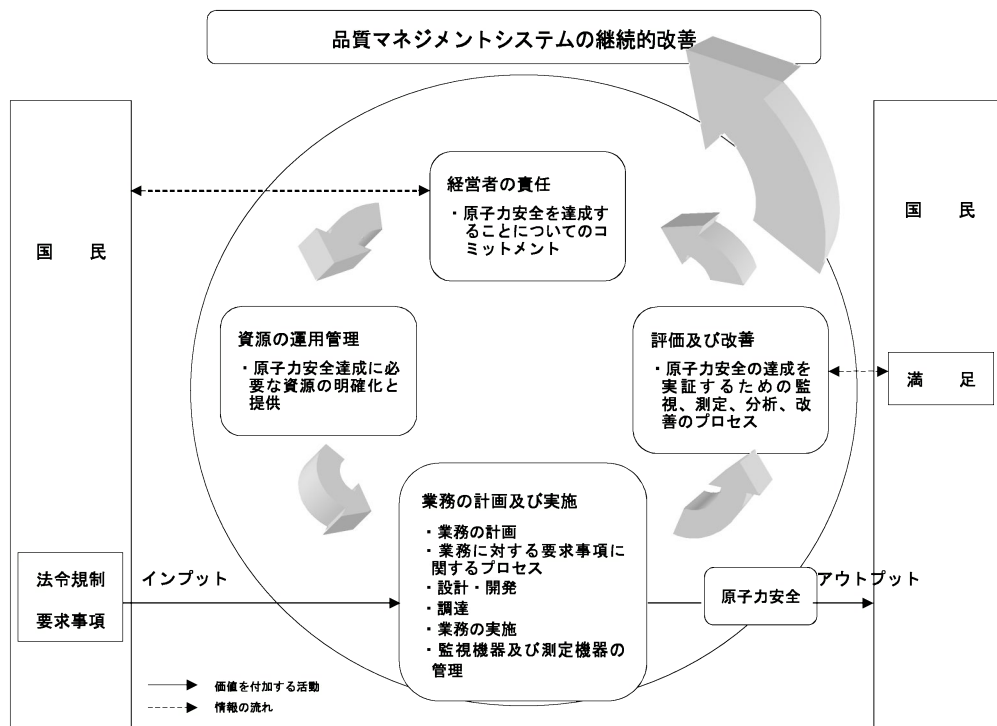 品質マネジメントシステムの継続的改善
国　民
法令規制
要求事項
インプット
経営者の責任
・原子力安全を達成す
ることについてのコ
ミットメント
資源の運用管理
・原子力安全達成に必
要な資源の明確化と
提供
評価及び改善
・原子力安全の達成を
実証するための監
視、測定、分析、改
善のプロセス
業務の計画及び実施
・業務の計画
・業務に対する要求事項に
関するプロセス
・設計・開発
・調達
・業務の実施
・監視機器及び測定機器の
管理
原子力安全
アウトプット
国　民
満　足
価値を付加する活動
情報の流れ